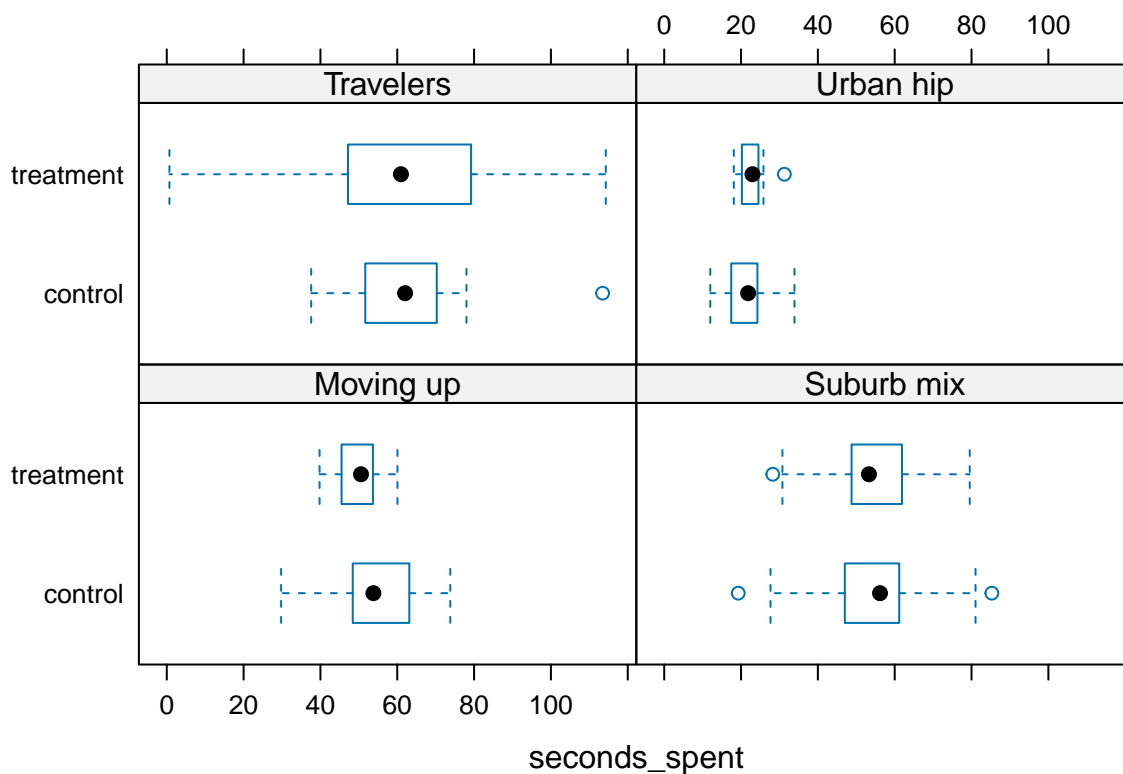 0 20 40 60 80 100
Travelers Urban hip
treatment
control
Moving up Suburb mix
treatment
control
0 20 40 60 80 100
seconds_spent